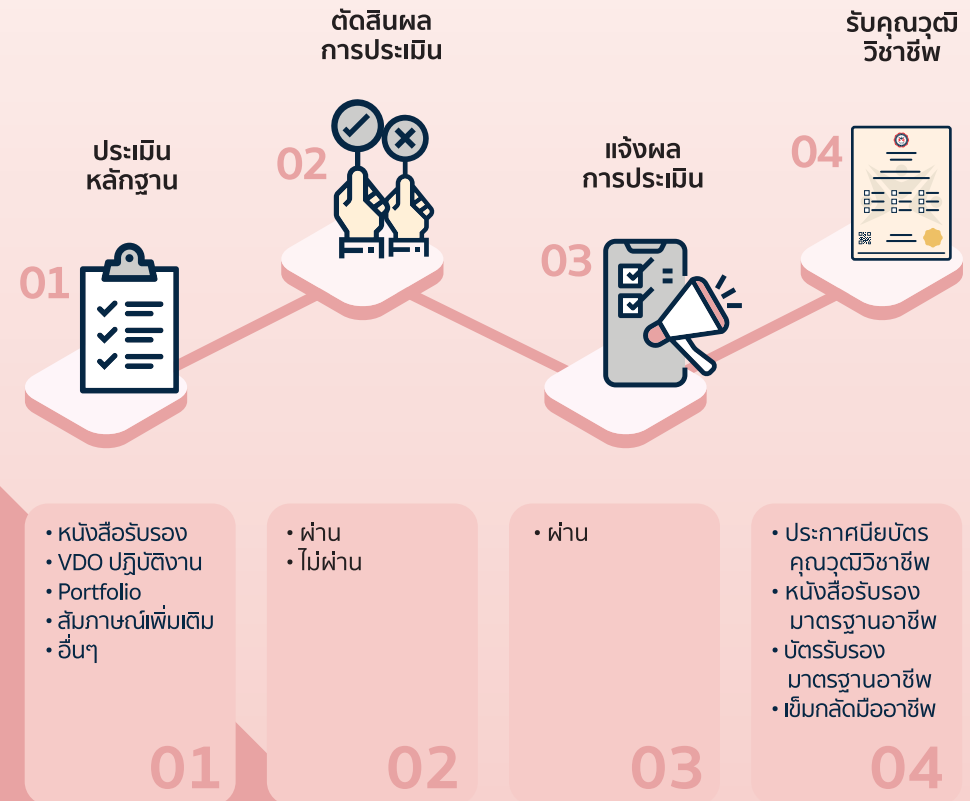 ประเมิน
หลักฐาน
01
ตัดสินผล
การประเมิน
02
แจ้งผล
การประเมิน
03
รับคุณวุฒิ
วิชาชีพ
04
• หนังสือรับรอง
• VDO ปฏิบัติงาน
• Portfolio
• สัมภาษณ์เพิ่มเติม
• อื่นๆ
01
• ผ่าน
• ไม่ผ่าน
02
• ผ่าน
03
• ประกาศนียบัตร
คุณวุฒิวิชาชีพ
• หนังสือรับรอง
มาตรฐานอาชีพ
• บัตรรับรอง
มาตรฐานอาชีพ
• เข็มกลัดมืออาชีพ
04